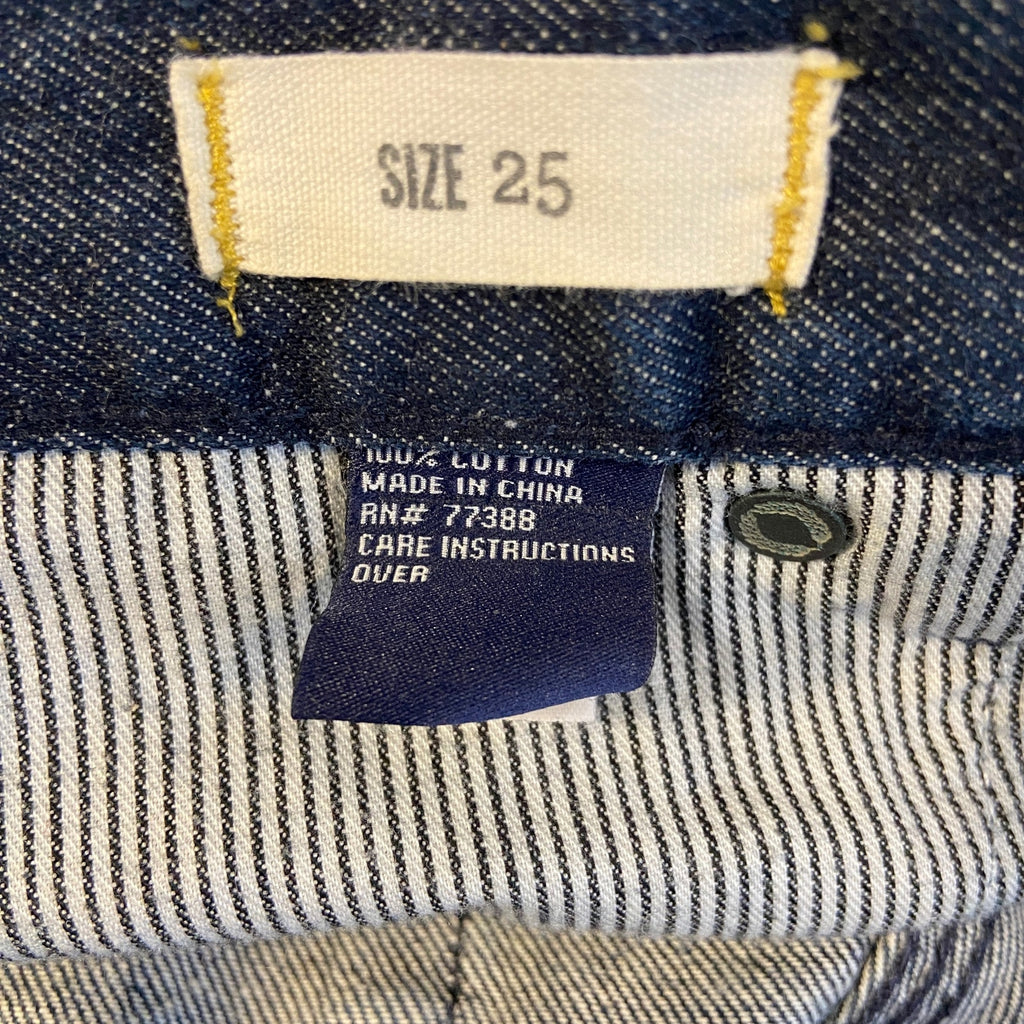 SIZE 25
100% COTTON
MADE IN CHINA
RN# 77388
CARE INSTRUCTIONS
OVER